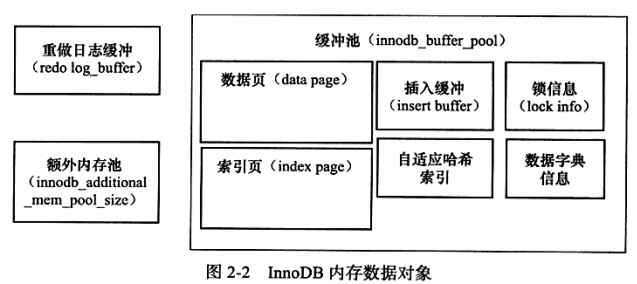 重做日志缓冲
（redo log_buffer）
额外内存池
（innodb_additional
_mem_pool_size）
缓冲池（innodb_buffer_pool）
数据页（data page）
插入缓冲
（insert buffer）
锁信息
（lock info）
索引页（index page）
自适应哈希
索引
数据字典
信息
图 2-2 InnoDB 内存数据对象